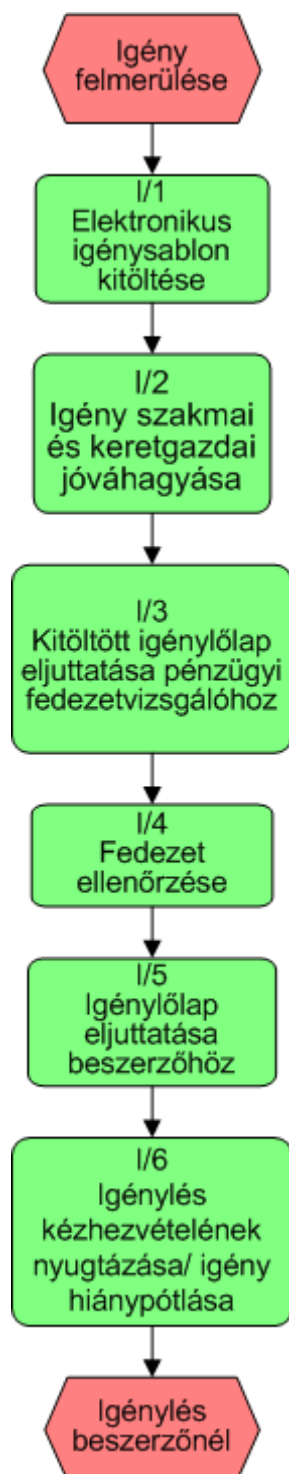 Igény
felmerülése
I/1
Elektronikus
igénysablon
kitöltése
I/2
Igény szakmai
és keretgazdai
jóváhagyása
I/3
Kitöltött igénylőlap
eljuttatása pénzügyi
fedezetvizsgálóhoz
I/4
Fedezet
ellenőrzése
I/5
Igénylőlap
eljuttatása
beszerzőhöz
I/6
Igénylés
kézhezvételének
nyugtázása/ igény
hiánypótlása
Igénylés
beszerzőnél